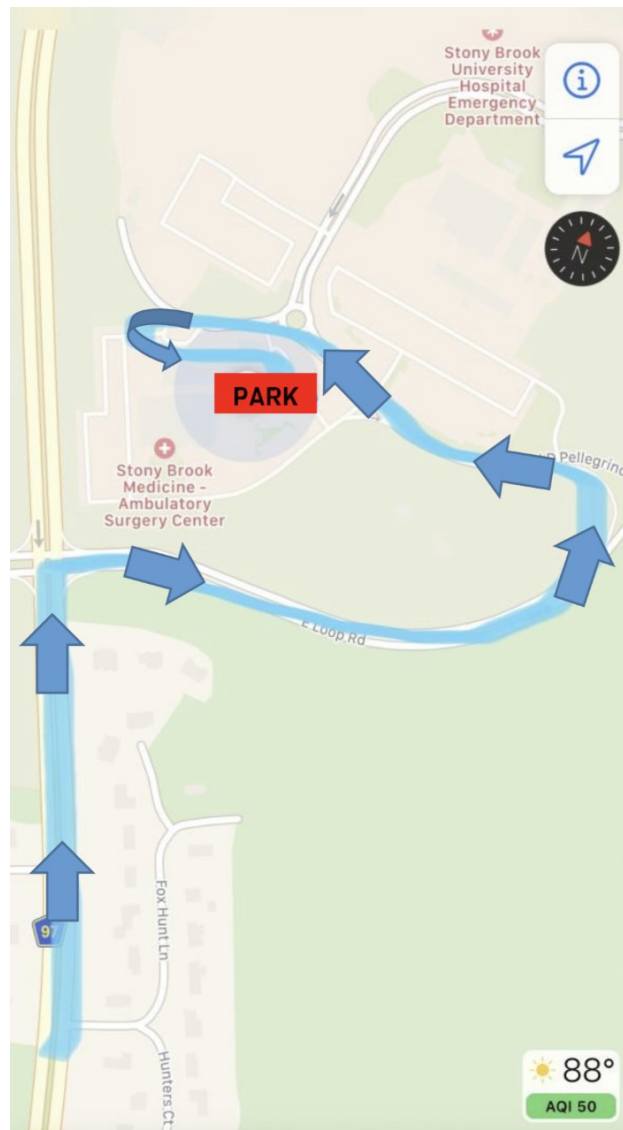 Stony Brook
University
Hospital
Emergency
Department
N
PARK
Pellegrino
Stony Brook
Medicine -
Ambulatory
Surgery Center
E Loop Rd
Fox Hunt Ln
97
Hunters Ct
88°
AQI 50